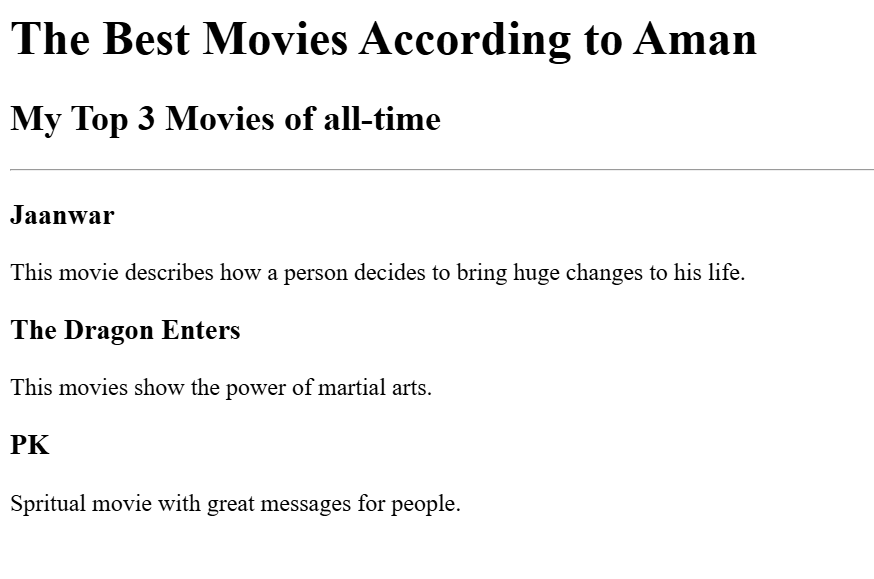 The Best Movies According to Aman
My Top 3 Movies of all-time
Jaanwar
This movie describes how a person decides to bring huge changes to his life.
The Dragon Enters
This movies show the power of martial arts.
PK
Spritual movie with great messages for people.